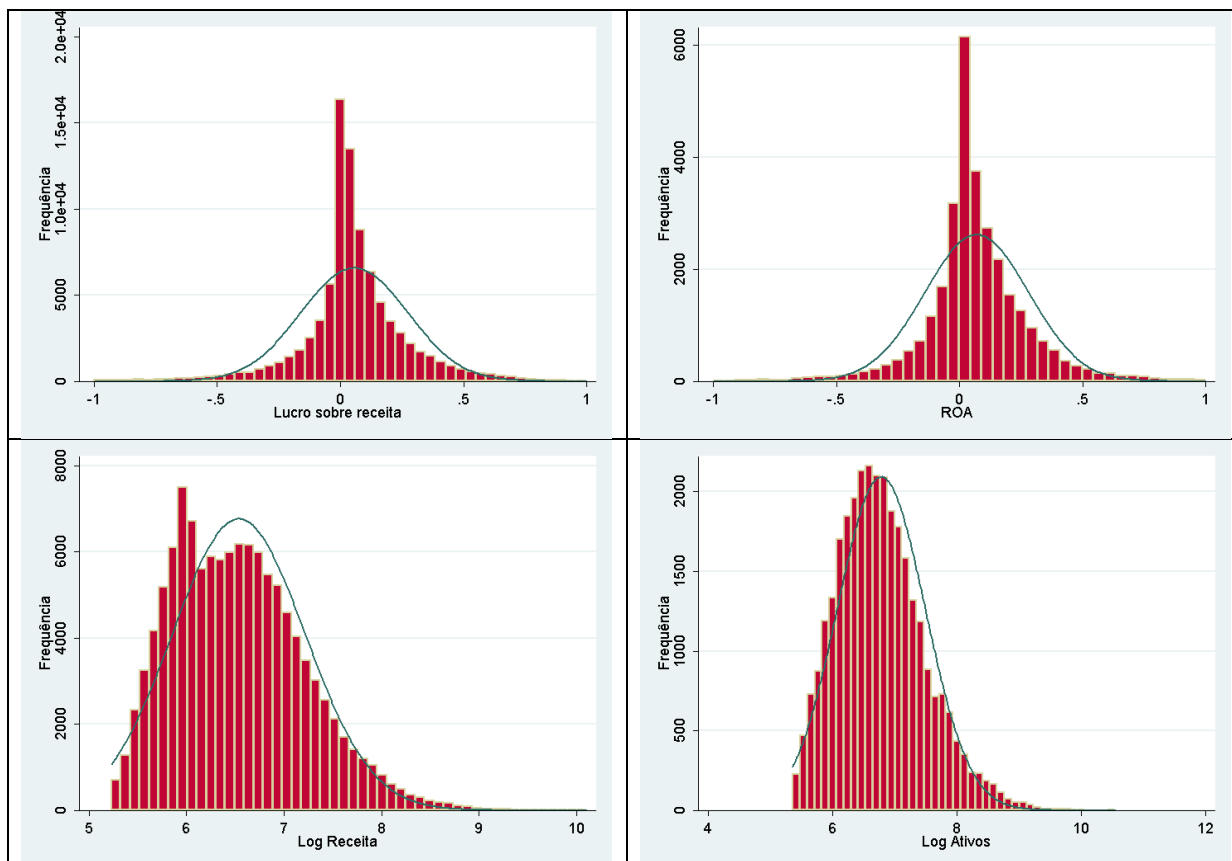 Frequência
2.0e+04
1.5e+04
1.0e+04
5000
0
-1 -.5 0 .5 1
Lucro sobre receita
Frequência
6000
4000
2000
0
-1 -.5 0 .5 1
ROA
Frequência
8000
6000
4000
2000
0
5 6 7 8 9 10
Log Receita
Frequência
2000
1500
1000
500
0
4 6 8 10 12
Log Ativos